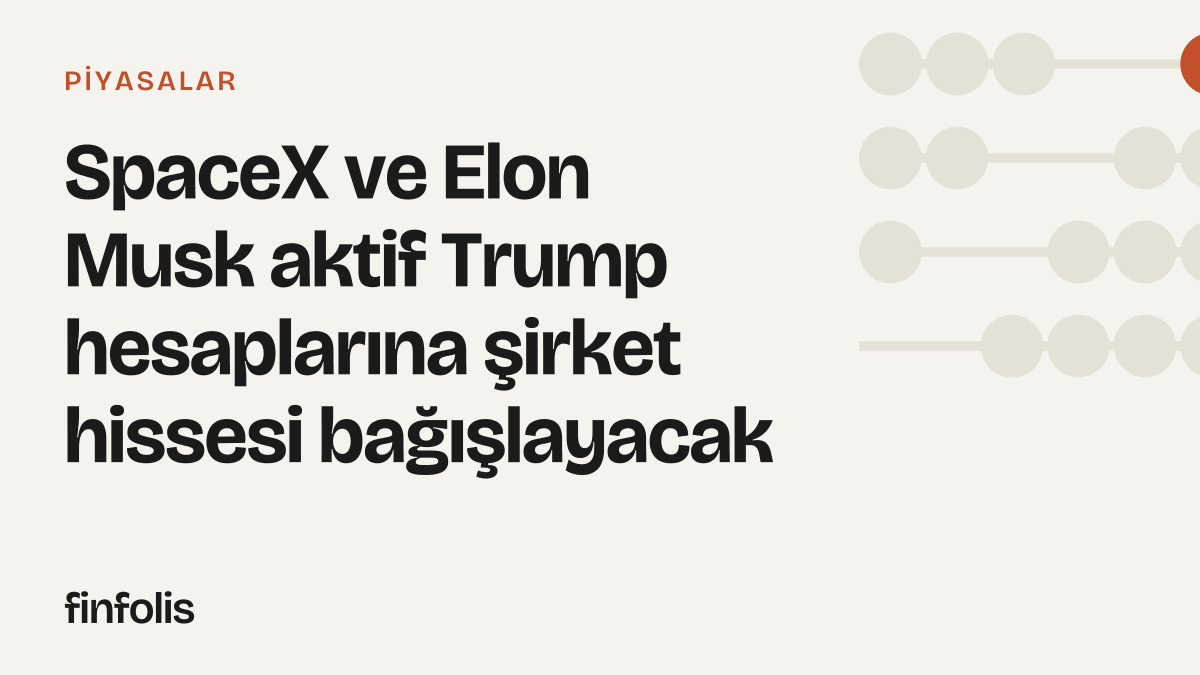 PİYASALAR
SpaceX ve Elon
Musk aktif Trump
hesaplarına şirket
hissesi bağışlayacak
finfolis